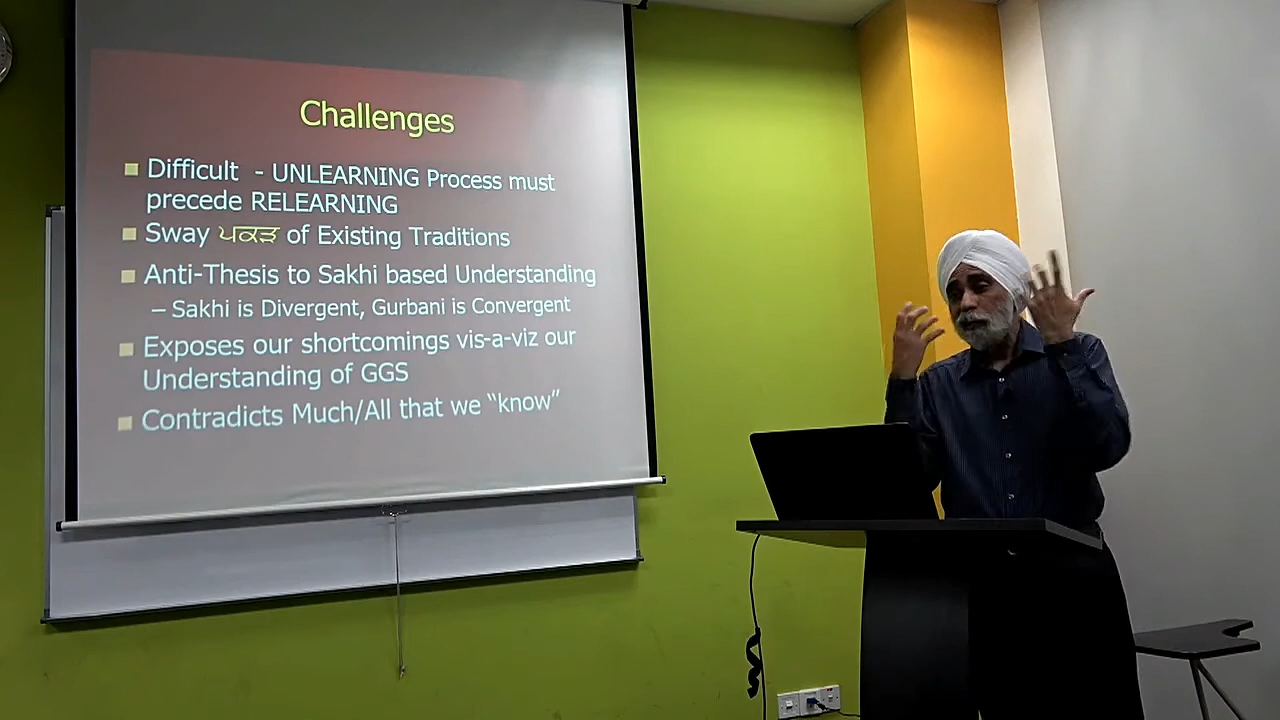 Challenges
Difficult - UNLEARNING Process must
precede RELEARNING
Sway ਪਕੜ of Existing Traditions
Anti-Thesis to Sakhi based Understanding
– Sakhi is Divergent, Gurbani is Convergent
Exposes our shortcomings vis-a-viz our
Understanding of GGS
Contradicts Much/All that we “know”